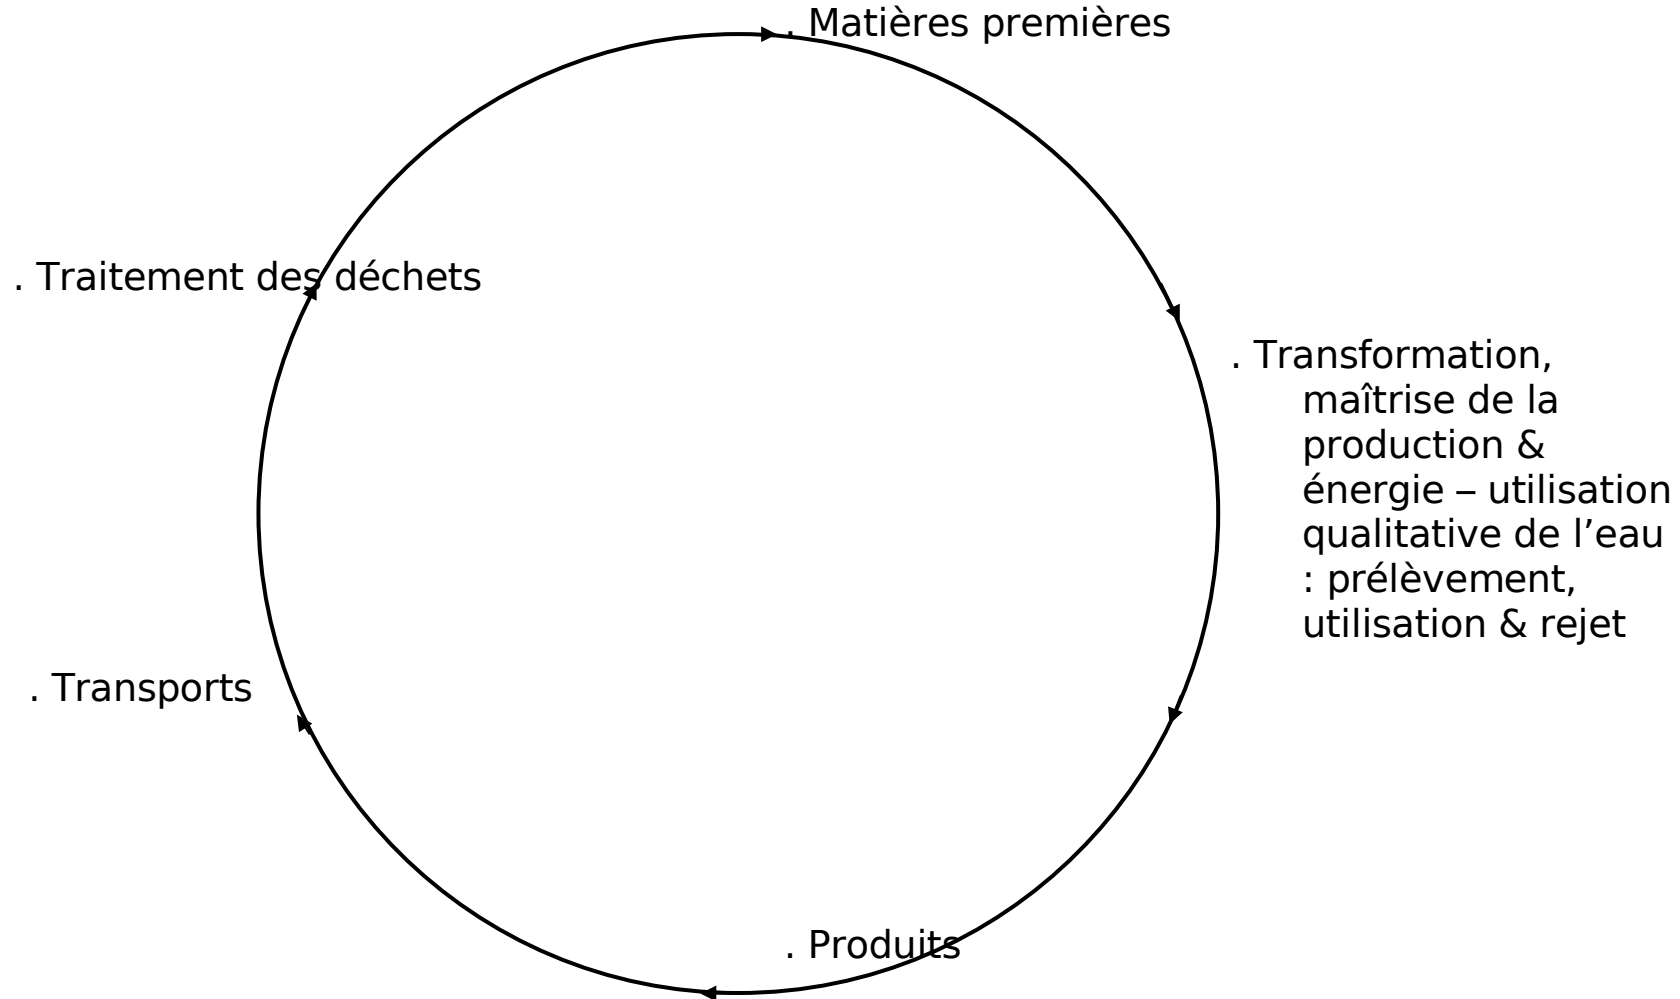 . Matières premières
. Traitement des déchets
. Transformation,
maîtrise de la
production &
énergie – utilisation
qualitative de l’eau
: prélèvement,
utilisation & rejet
. Transports
. Produits